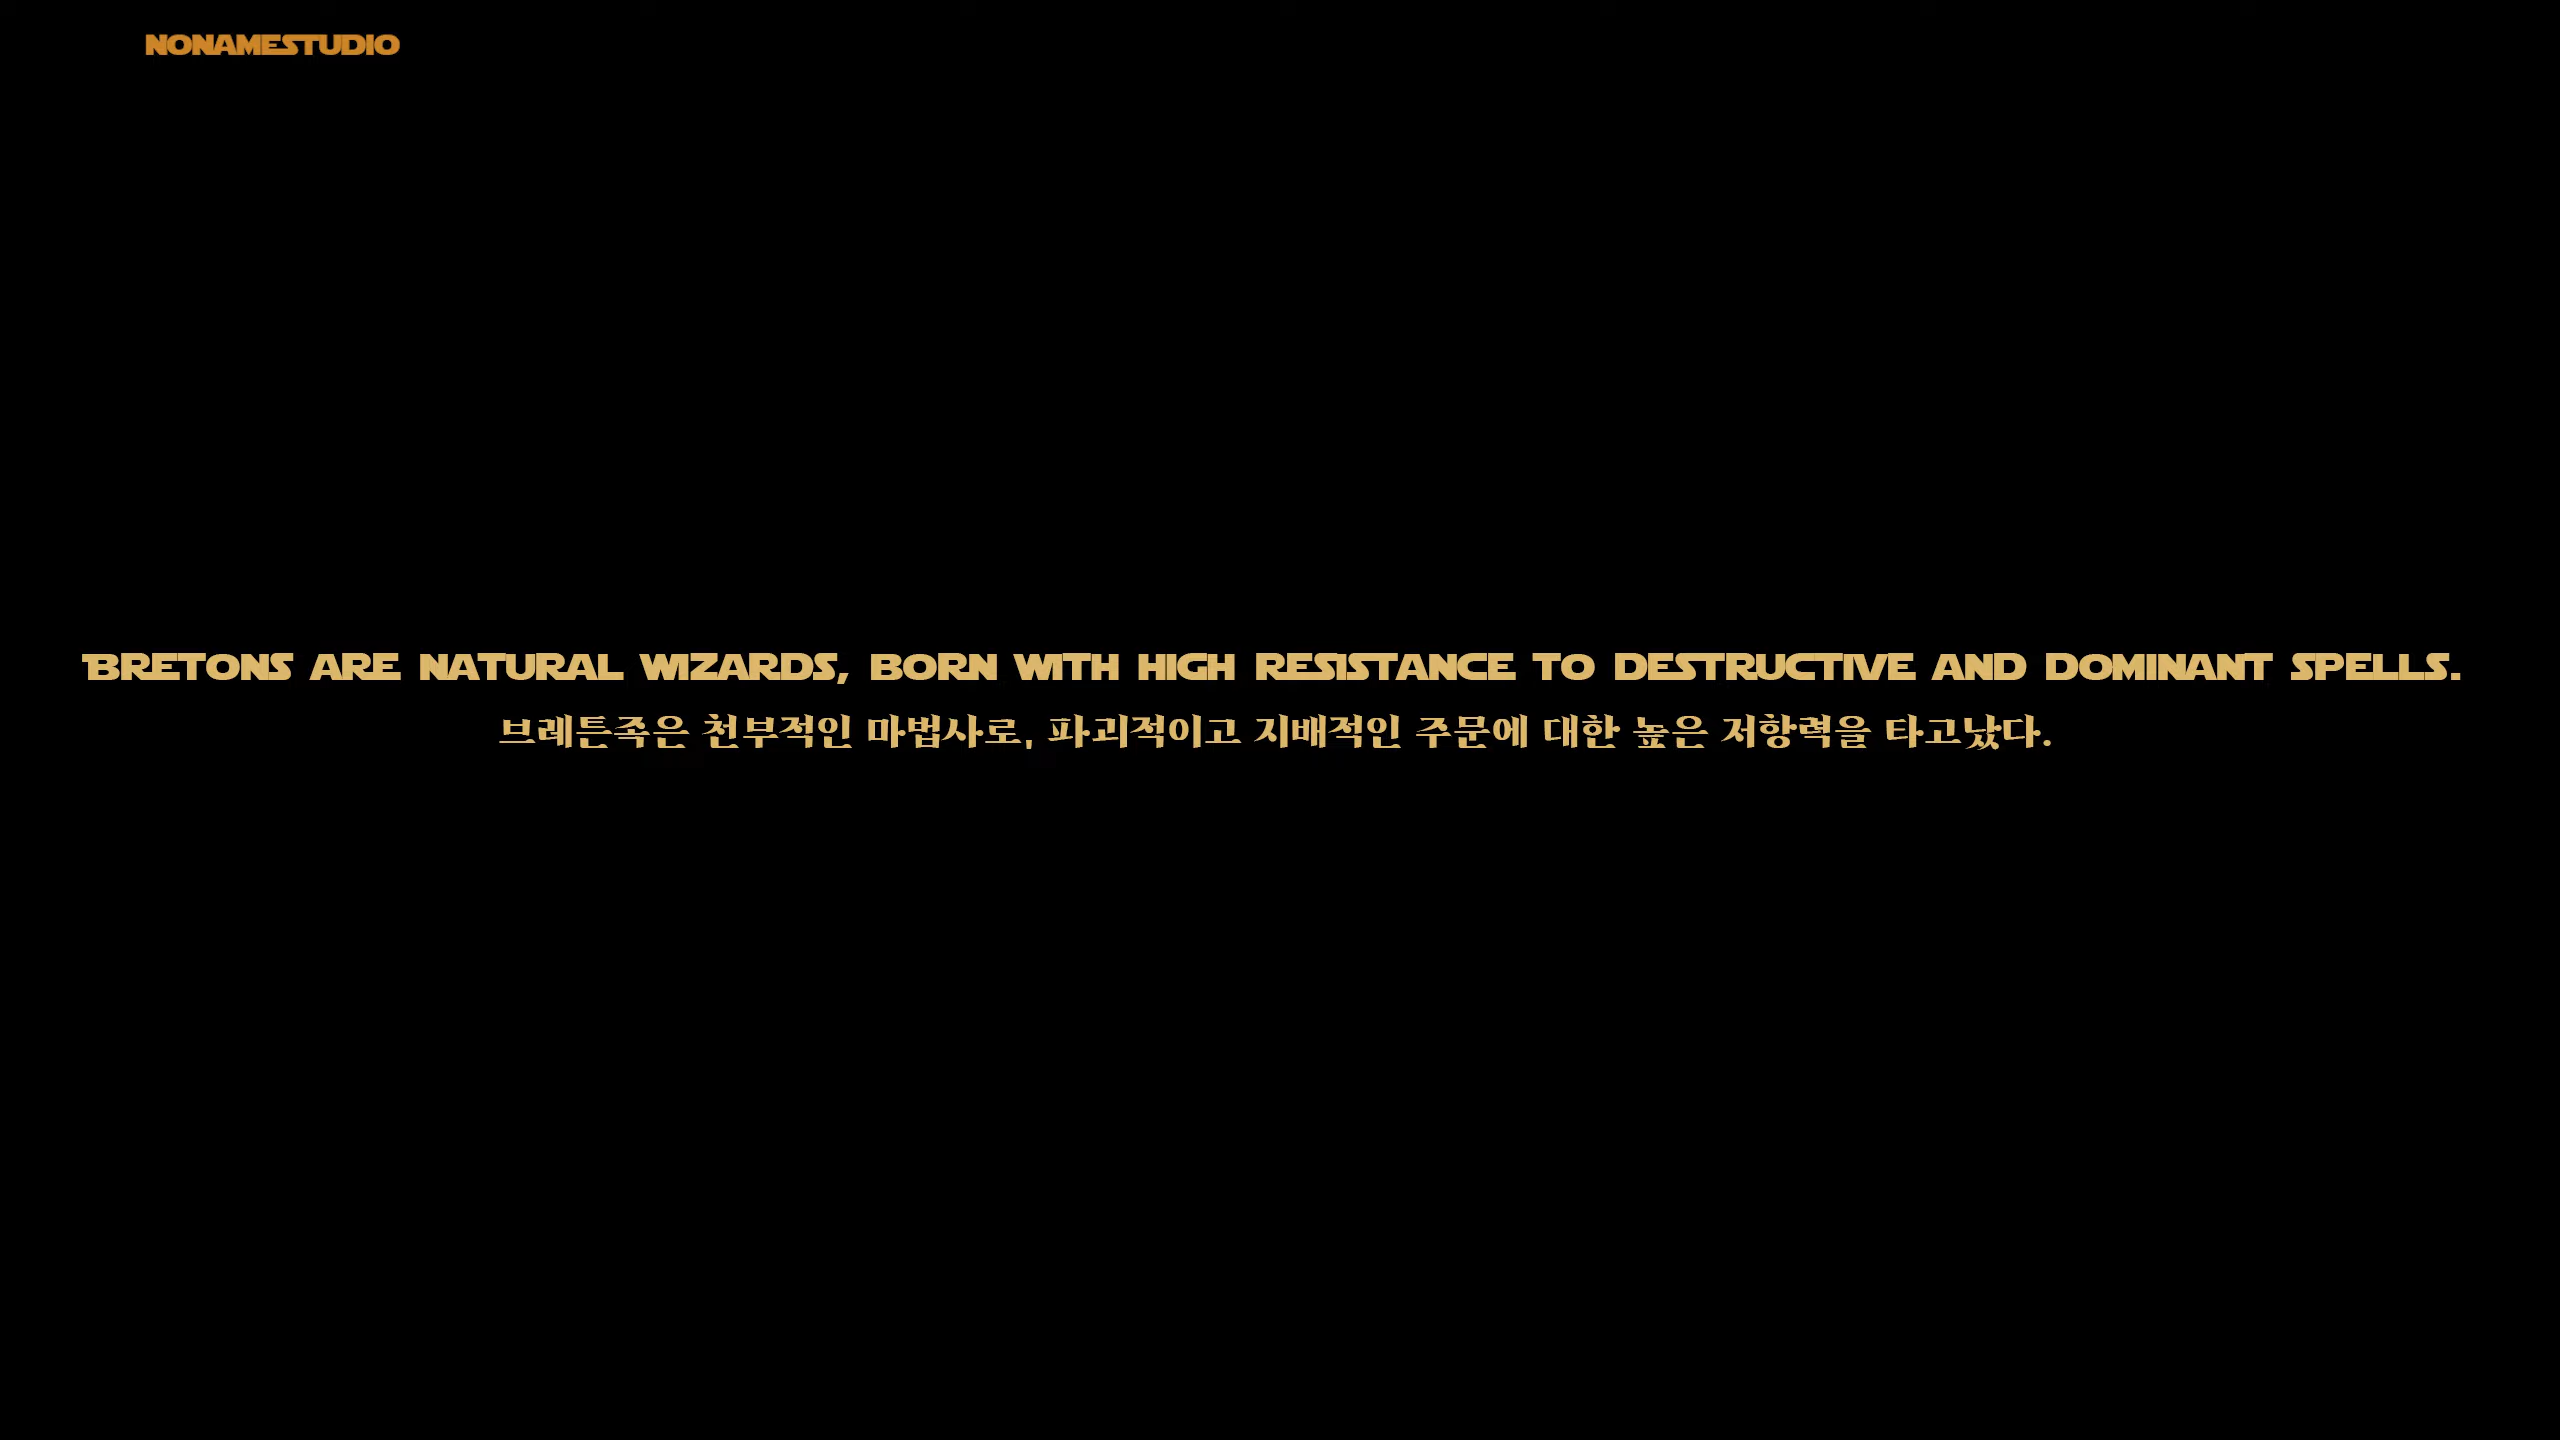 NONAMESTUDIO
Bretons are natural wizards, born with high resistance to destructive and dominant spells.
브레튼족은 천부적인 마법사로, 파괴적이고 지배적인 주문에 대한 높은 저항력을 타고났다.